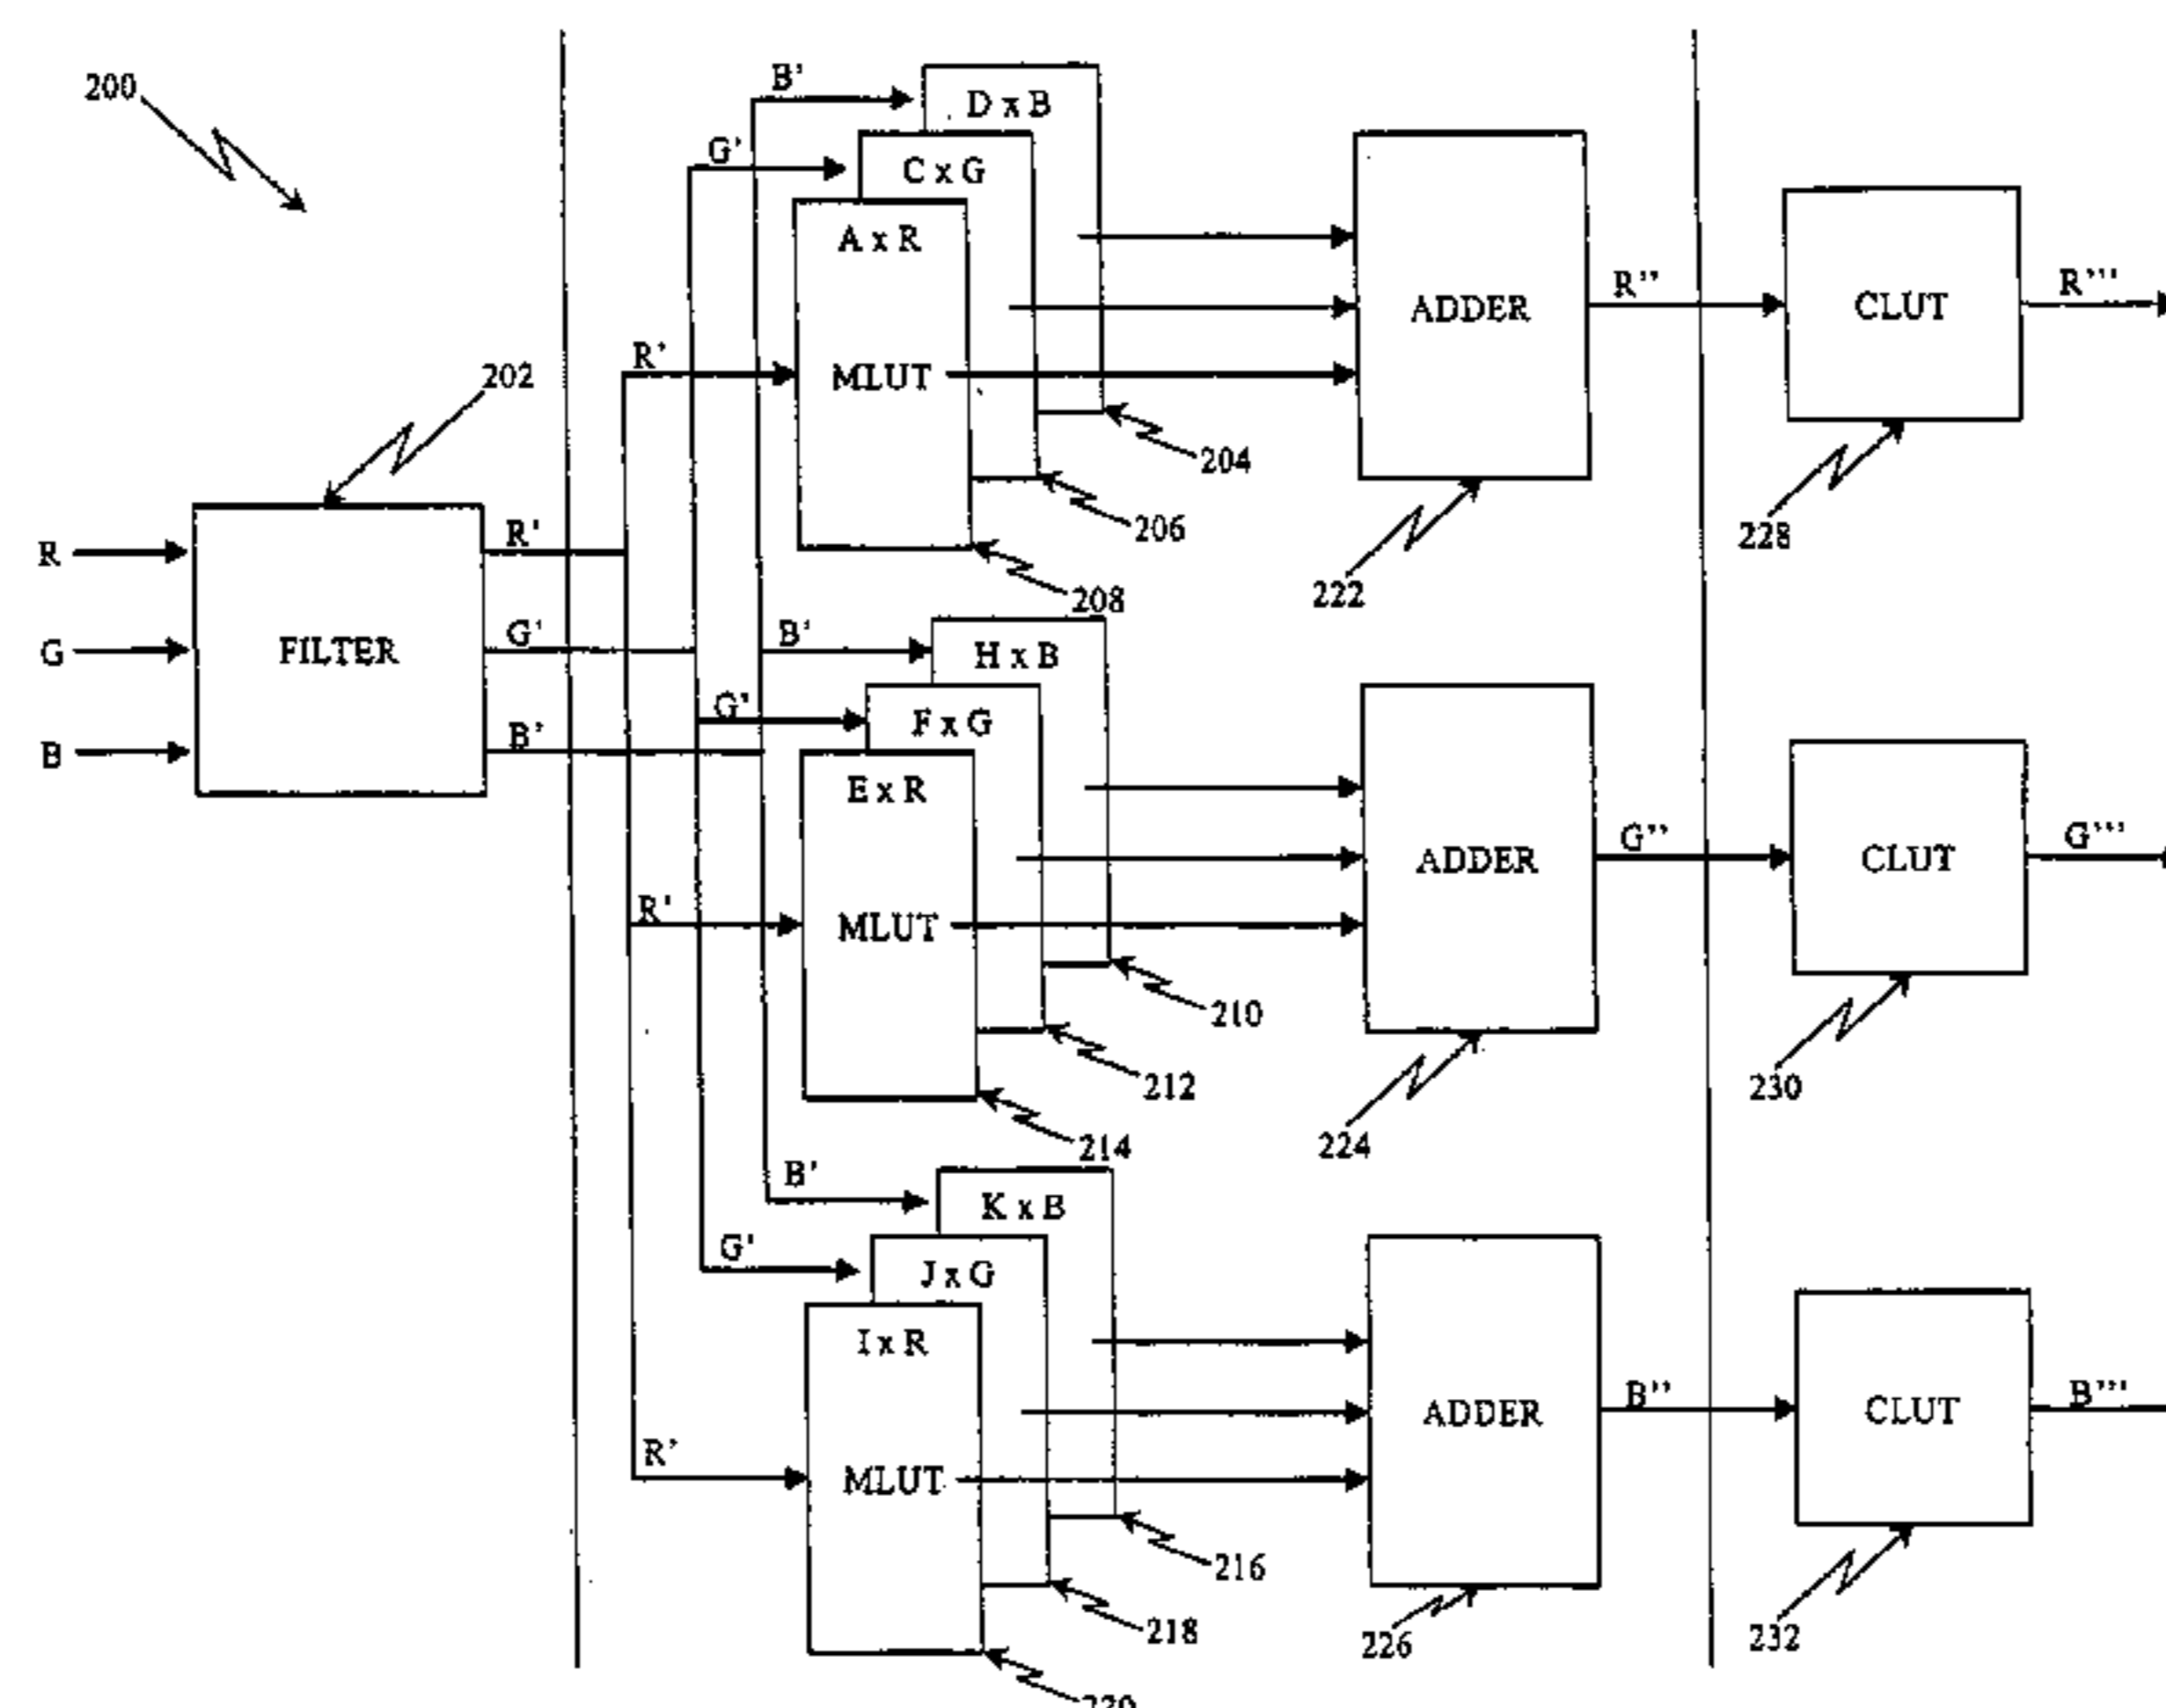 200
B'
D x B
G'
C x G
A x R
R'
MLUT
ADDER
R''
CLUT
R'''
202
204
206
208
222
228
R
R'
G
FILTER
G'
B
B'
B'
H x B
G'
F x G
E x R
R'
MLUT
ADDER
G''
CLUT
G'''
210
212
214
224
230
B'
K x B
G'
J x G
I x R
R'
MLUT
ADDER
B''
CLUT
B'''
216
218
226
232